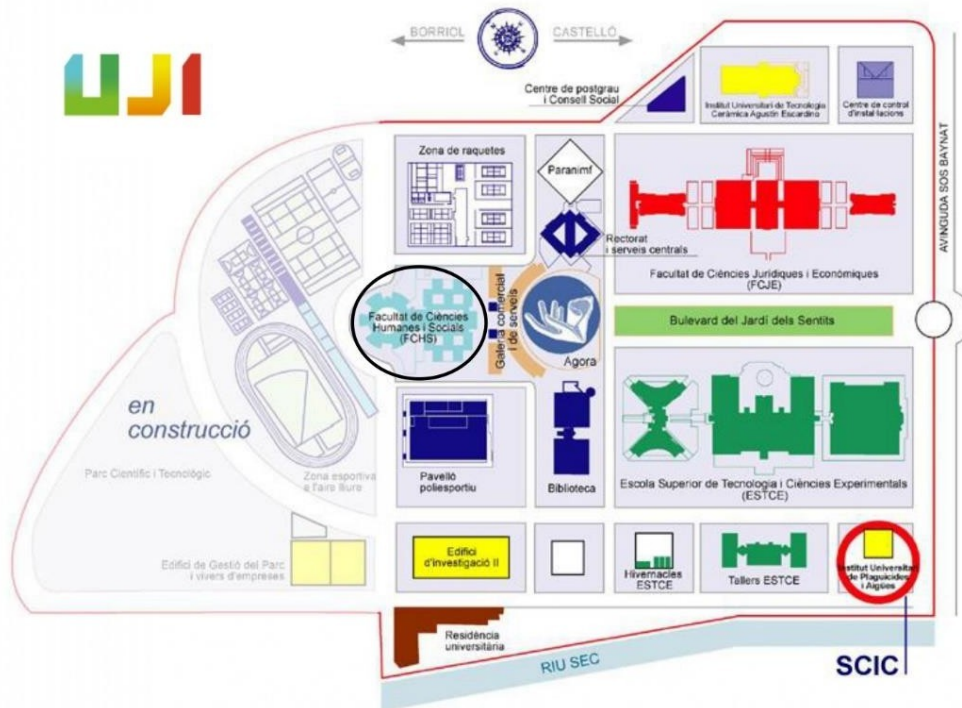 BORRIOL
CASTELLÓ
UJI
Centre de postgrau
i Consell Social
Institut Universitari de Tecnologia
Ceràmica Agustin Escardino
Centre de control
d'instal·lacions
Zona de raquetes
Paranimf
Rectorat
i serveis centrals
Facultat de Ciències Jurídiques i Econòmiques
(FCJE)
AVINGUDA SOS BAYNAT
Facultat de Ciències
Humanes i Socials
(FCHS)
Galeria comercial
i de serveis
Agora
Bulevard del Jardí dels Sentits
en
construcció
Parc Científic i Tecnològic
Zona esportiva
a l'aire lliure
Pavelló
poliesportiu
Biblioteca
Escola Superior de Tecnologia i Ciències Experimentals
(ESTCE)
Edifici de Gestió del Parc
i vivers d'empreses
Edifici
d'investigació II
Hivernacles
ESTCE
Tallers ESTCE
Institut Universitari
de Plaguicides
i Aigües
Residència
universitària
RIU SEC
SCIC